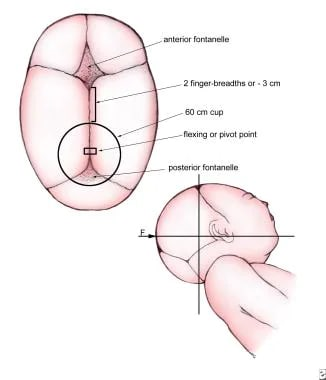 anterior fontanelle
2 finger-breadths or - 3 cm
60 cm cup
flexing or pivot point
posterior fontanelle
F